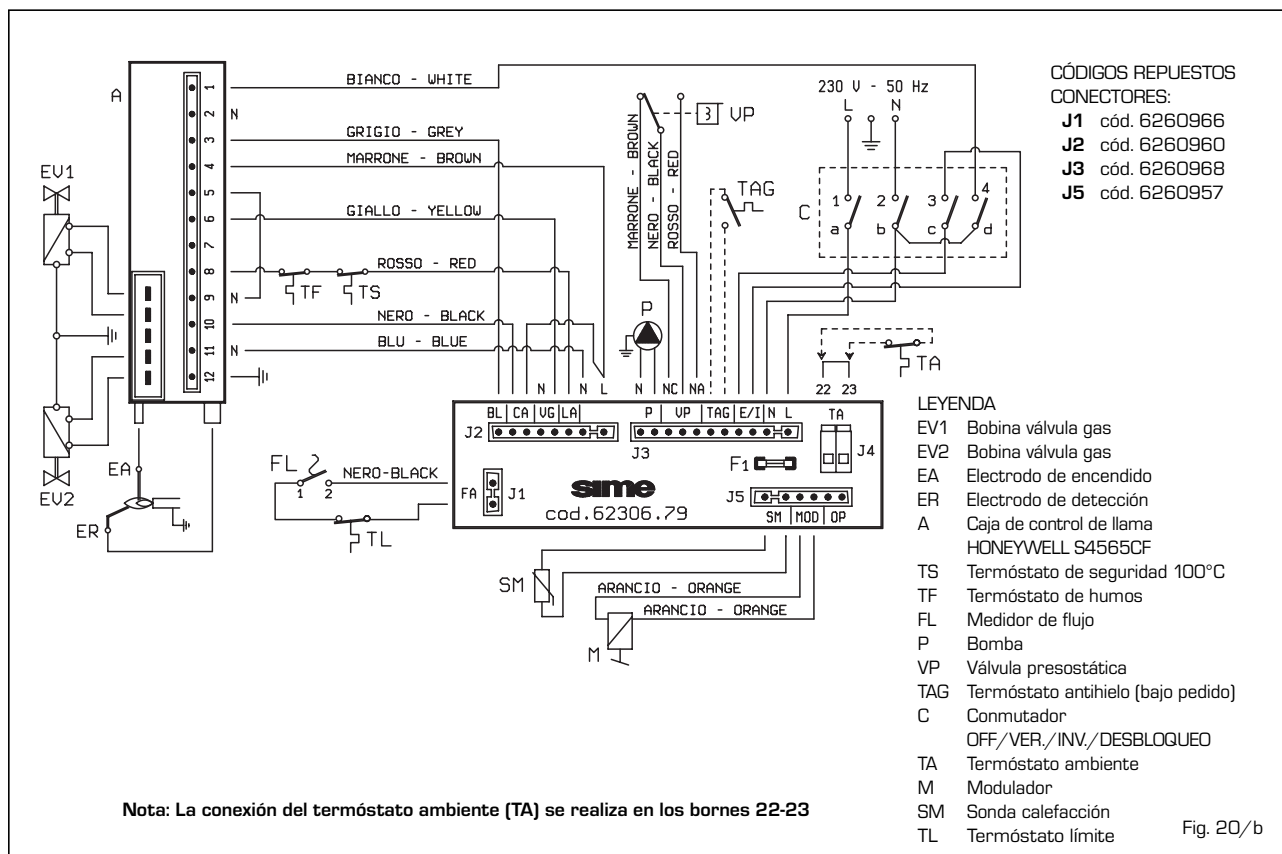 BIANCO - WHITE
GRIGIO - GREY
MARRONE - BROWN
GIALLO - YELLOW
ROSSO - RED
NERO - BLACK
BLU - BLUE
A
1
2 N
3
4
5
6
7
8
9 N
10
11 N
12
EV1
EV2
EA
ER
TF
TS
MARRONE - BROWN
NERO - BLACK
ROSSO - RED
VP
TAG
P
230 V - 50 Hz
L N
C
1 2 3 4
a b c d
22 23
TA
N N L
N NC NA
BL CA VG LA
J2
P VP TAG E/I N L
J3
TA
J4
F1
FA J1
sime
cod.62306.79
J5
SM MOD OP
FL
1 2
NERO-BLACK
TL
SM
ARANCIO - ORANGE
ARANCIO - ORANGE
M
CÓDIGOS REPUESTOS
CONECTORES:
J1 cód. 6260966
J2 cód. 6260960
J3 cód. 6260968
J5 cód. 6260957
LEYENDA
EV1 Bobina válvula gas
EV2 Bobina válvula gas
EA Electrodo de encendido
ER Electrodo de detección
A Caja de control de llama
HONEYWELL S4565CF
TS Termóstato de seguridad 100°C
TF Termóstato de humos
FL Medidor de flujo
P Bomba
VP Válvula presostática
TAG Termóstato antihielo (bajo pedido)
C Conmutador
OFF/VER./INV./DESBLOQUEO
TA Termóstato ambiente
M Modulador
SM Sonda calefacción
TL Termóstato límite
Nota: La conexión del termóstato ambiente (TA) se realiza en los bornes 22-23
Fig. 20/b